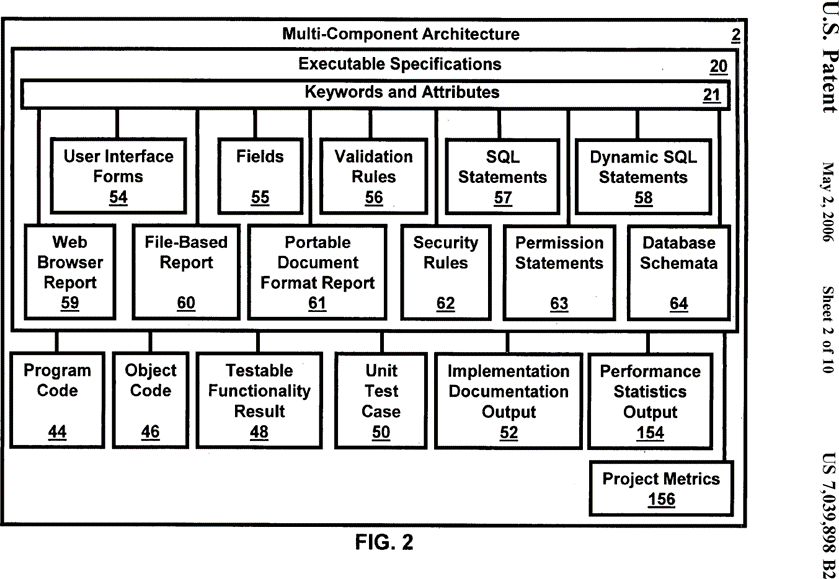 Multi-Component Architecture 2
Executable Specifications 20
Keywords and Attributes 21
User Interface
Forms
54
Fields
55
Validation
Rules
56
SQL
Statements
57
Dynamic SQL
Statements
58
Web
Browser
Report
59
File-Based
Report
60
Portable
Document
Format Report
61
Security
Rules
62
Permission
Statements
63
Database
Schemata
64
Program
Code
44
Object
Code
46
Testable
Functionality
Result
48
Unit
Test
Case
50
Implementation
Documentation
Output
52
Performance
Statistics
Output
154
Project Metrics
156
FIG. 2
U.S. Patent May 2, 2006 Sheet 2 of 10 US 7,039,898 B2